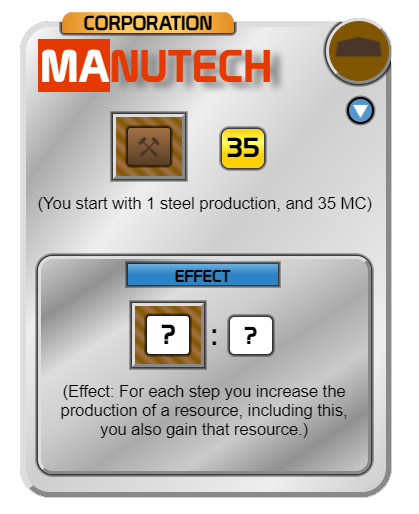 CORPORATION
MANUTECH
35
(You start with 1 steel production, and 35 MC)
EFFECT
? : ?
(Effect: For each step you increase the
production of a resource, including this,
you also gain that resource.)